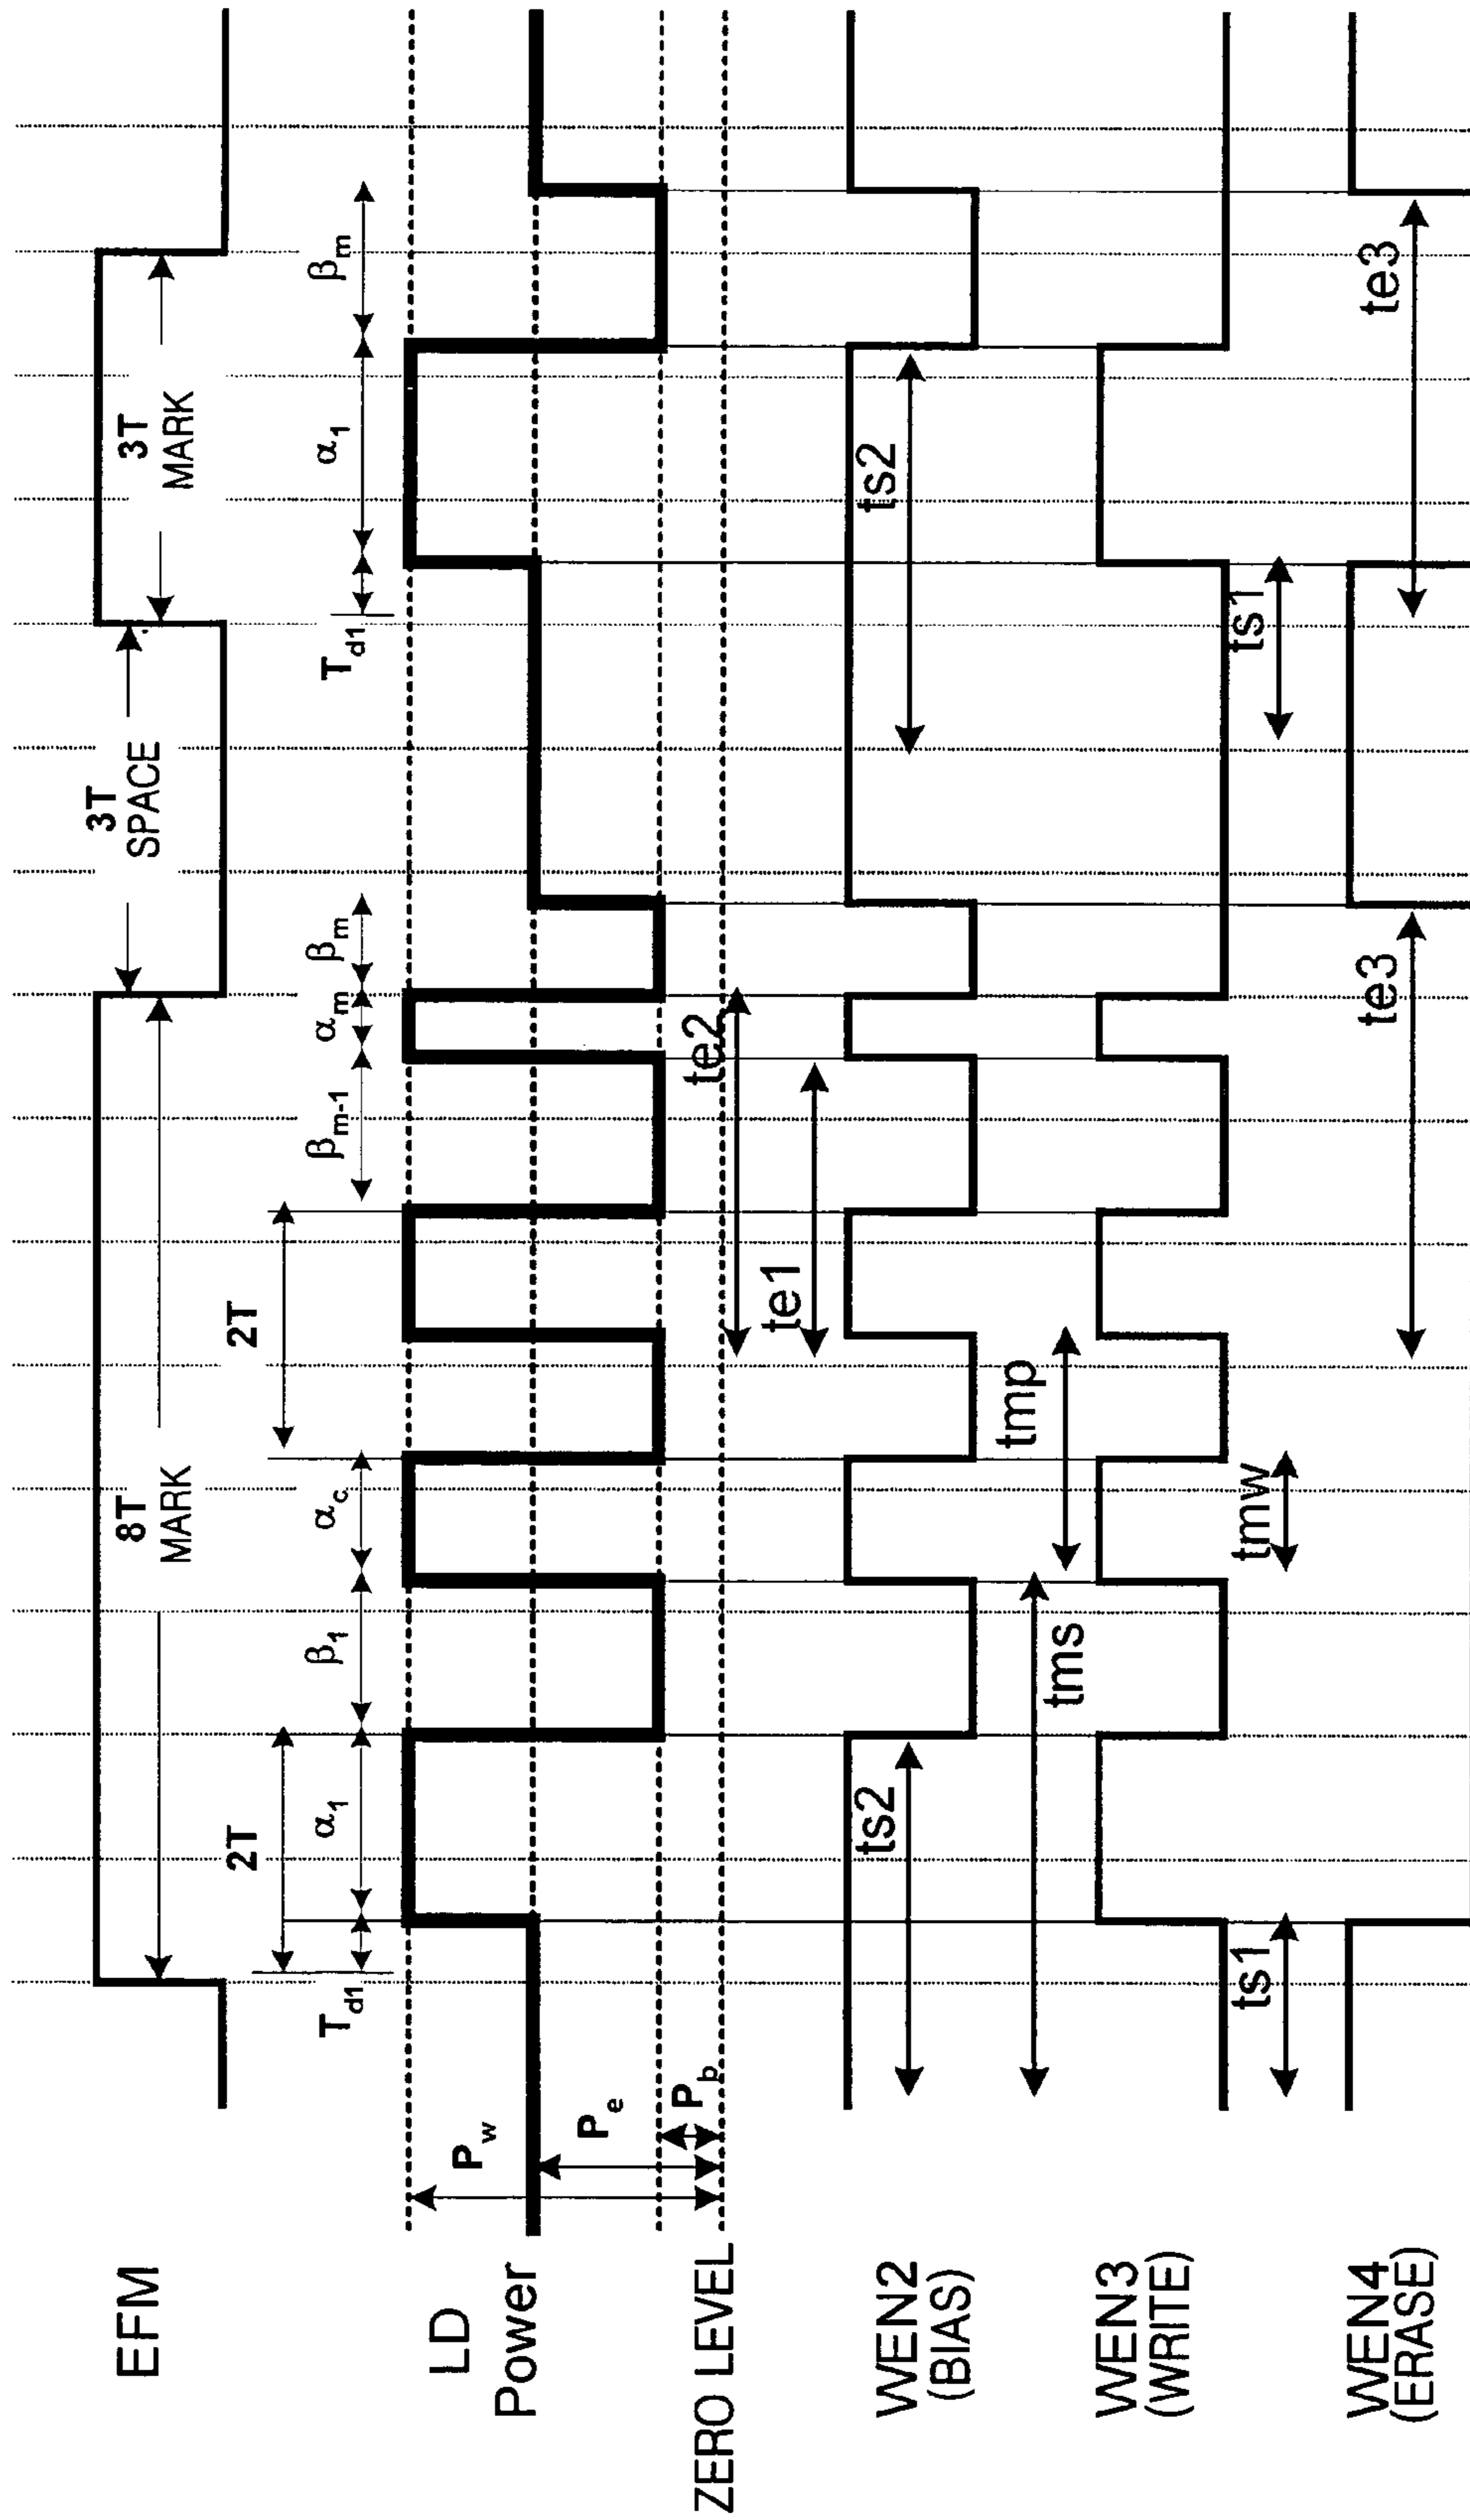 EFM
8T
MARK
3T
SPACE
3T
MARK
2T
2T
Td1
α1
β1
αc
βm-1
αm
βm
Td1
α1
βm
LD
Power
Pw
Pe
Pb
ZERO LEVEL
te2
te1
WEN2
(BIAS)
ts2
ts2
tms
tmp
WEN3
(WRITE)
ts1
tmw
ts1
WEN4
(ERASE)
te3
te3